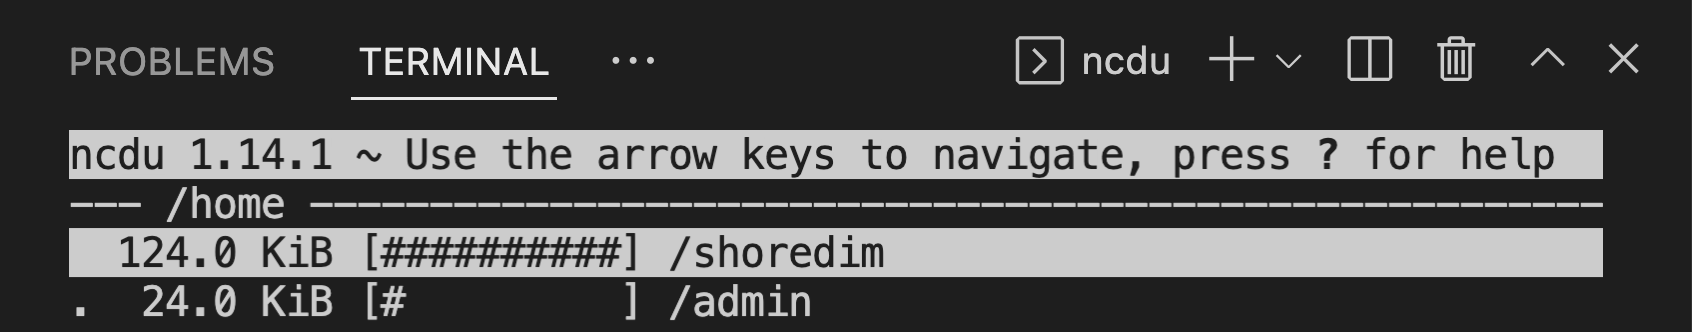 PROBLEMS TERMINAL ··· ncdu
ncdu 1.14.1 ~ Use the arrow keys to navigate, press ? for help
--- /home ------------------------------------------------------
  124.0 KiB [##########] /shoredim
.  24.0 KiB [#         ] /admin